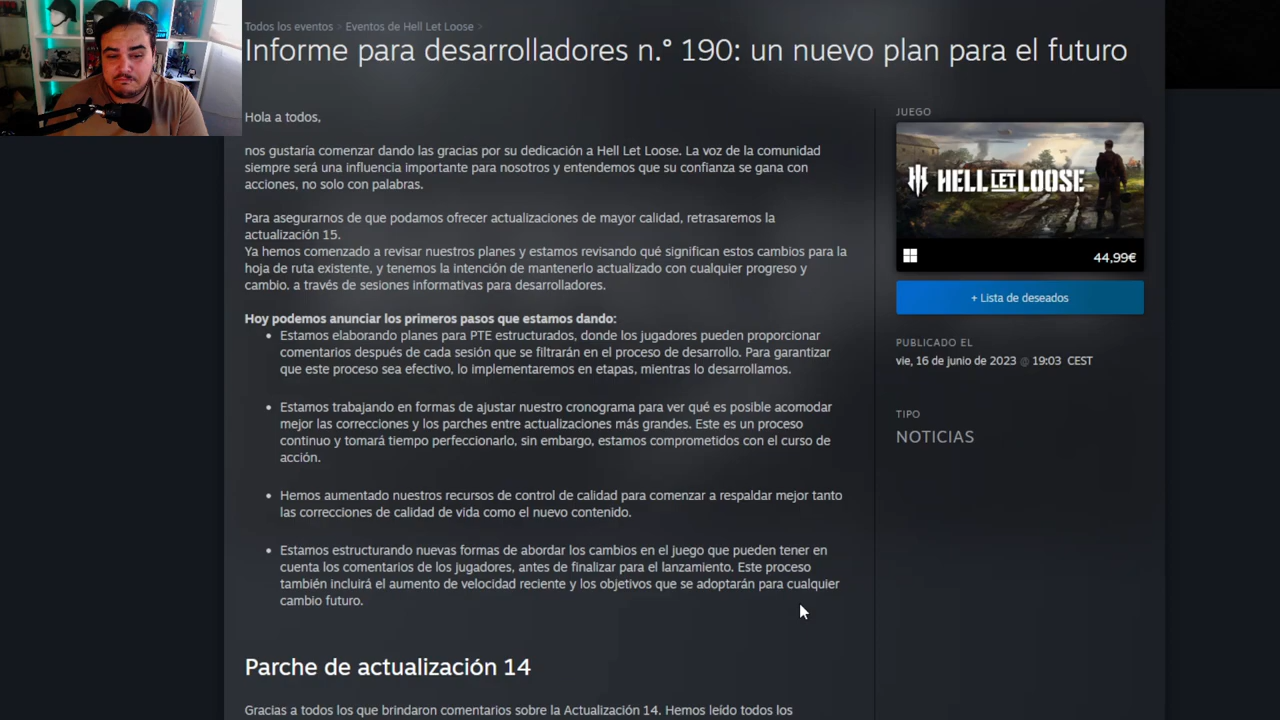 Todos los eventos > Eventos de Hell Let Loose >
Informe para desarrolladores n.° 190: un nuevo plan para el futuro
Hola a todos,
nos gustaría comenzar dando las gracias por su dedicación a Hell Let Loose. La voz de la comunidad
siempre será una influencia importante para nosotros y entendemos que su confianza se gana con
acciones, no solo con palabras.
Para asegurarnos de que podamos ofrecer actualizaciones de mayor calidad, retrasaremos la
actualización 15.
Ya hemos comenzado a revisar nuestros planes y estamos revisando qué significan estos cambios para la
hoja de ruta existente, y tenemos la intención de mantenerlo actualizado con cualquier progreso y
cambio. a través de sesiones informativas para desarrolladores.
Hoy podemos anunciar los primeros pasos que estamos dando:
• Estamos elaborando planes para PTE estructurados, donde los jugadores pueden proporcionar
comentarios después de cada sesión que se filtrarán en el proceso de desarrollo. Para garantizar
que este proceso sea efectivo, lo implementaremos en etapas, mientras lo desarrollamos.
• Estamos trabajando en formas de ajustar nuestro cronograma para ver qué es posible acomodar
mejor las correcciones y los parches entre actualizaciones más grandes. Este es un proceso
continuo y tomará tiempo perfeccionarlo, sin embargo, estamos comprometidos con el curso de
acción.
• Hemos aumentado nuestros recursos de control de calidad para comenzar a respaldar mejor tanto
las correcciones de calidad de vida como el nuevo contenido.
• Estamos estructurando nuevas formas de abordar los cambios en el juego que pueden tener en
cuenta los comentarios de los jugadores, antes de finalizar para el lanzamiento. Este proceso
también incluirá el aumento de velocidad reciente y los objetivos que se adoptarán para cualquier
cambio futuro.
Parche de actualización 14
Gracias a todos los que brindaron comentarios sobre la Actualización 14. Hemos leído todos los
JUEGO
HELL LET LOOSE
44,99€
+ Lista de deseados
PUBLICADO EL
vie, 16 de junio de 2023 @ 19:03 CEST
TIPO
NOTICIAS